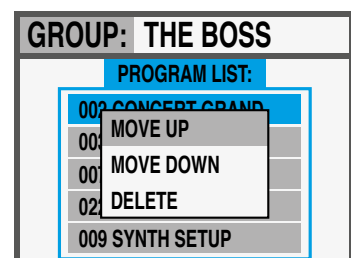 GROUP: THE BOSS
PROGRAM LIST:
002 CONCERT GRAND
MOVE UP
MOVE DOWN
DELETE
009 SYNTH SETUP